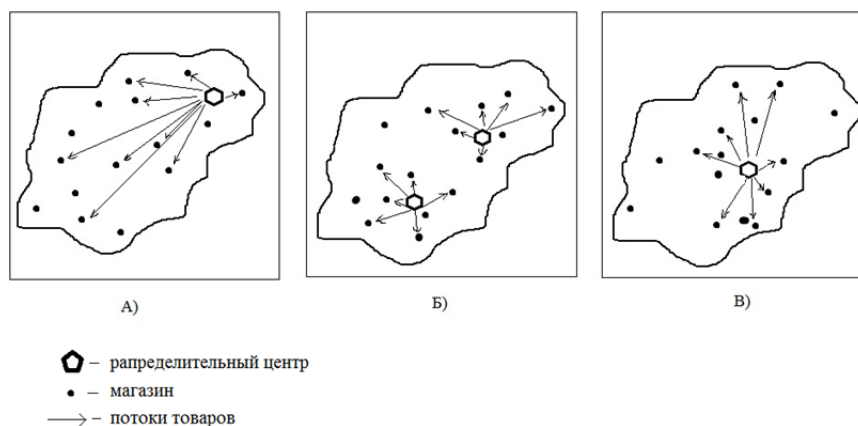 А)
Б)
В)
– рапределительный центр
– магазин
– потоки товаров